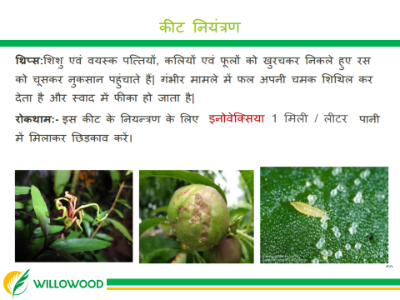 कीट नियंत्रण
थ्रिप्स:शिशु एवं वयस्क पत्तियों, कलियों एवं फूलों को खुरचकर निकले हुए रस
को चूसकर नुकसान पहुंचाते हैं| गंभीर मामले में फल अपनी चमक शिथिल कर
देता है और स्वाद में फीका हो जाता है|
रोकथाम:- इस कीट के नियन्त्रण के लिए इनोवेक्सिया 1 मिली / लीटर पानी
में मिलाकर छिड़काव करें।
WILLOWOOD